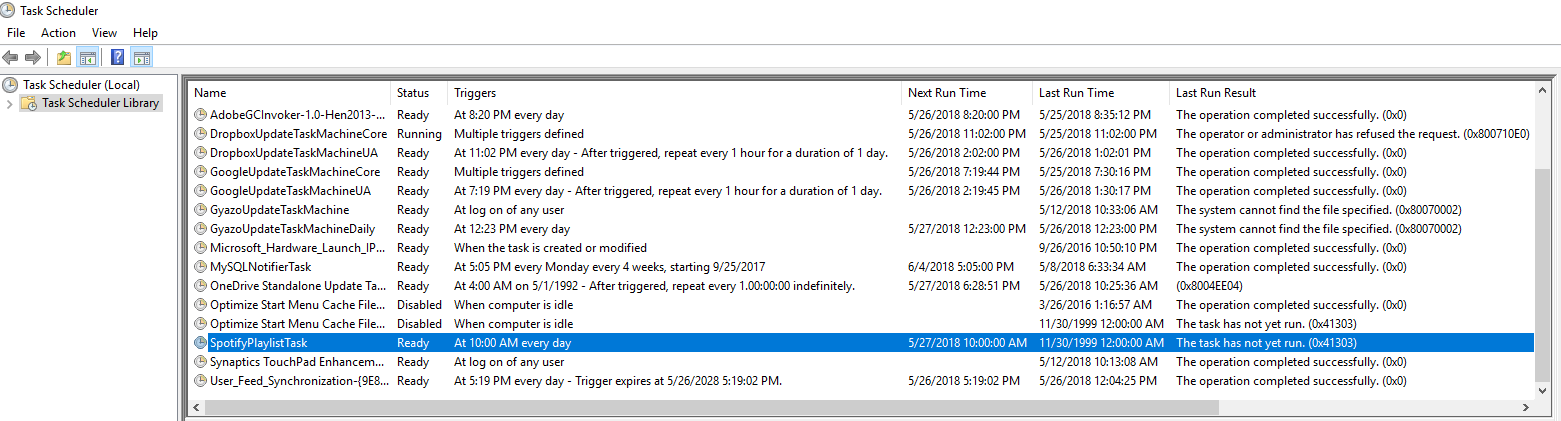 Task Scheduler
File Action View Help
Task Scheduler (Local)
Task Scheduler Library
Name Status Triggers Next Run Time Last Run Time Last Run Result
AdobeGCInvoker-1.0-Hen2013-... Ready At 8:20 PM every day 5/26/2018 8:20:00 PM 5/25/2018 8:35:12 PM The operation completed successfully. (0x0)
DropboxUpdateTaskMachineCore Running Multiple triggers defined 5/26/2018 11:02:00 PM 5/25/2018 11:02:00 PM The operator or administrator has refused the request. (0x800710E0)
DropboxUpdateTaskMachineUA Ready At 11:02 PM every day - After triggered, repeat every 1 hour for a duration of 1 day. 5/26/2018 2:02:00 PM 5/26/2018 1:02:01 PM The operation completed successfully. (0x0)
GoogleUpdateTaskMachineCore Ready Multiple triggers defined 5/26/2018 7:19:44 PM 5/25/2018 7:30:16 PM The operation completed successfully. (0x0)
GoogleUpdateTaskMachineUA Ready At 7:19 PM every day - After triggered, repeat every 1 hour for a duration of 1 day. 5/26/2018 2:19:45 PM 5/26/2018 1:30:17 PM The operation completed successfully. (0x0)
GyazoUpdateTaskMachine Ready At log on of any user 5/12/2018 10:33:06 AM The system cannot find the file specified. (0x80070002)
GyazoUpdateTaskMachineDaily Ready At 12:23 PM every day 5/27/2018 12:23:00 PM 5/26/2018 12:23:00 PM The system cannot find the file specified. (0x80070002)
Microsoft_Hardware_Launch_IP... Ready When the task is created or modified 9/26/2016 10:50:10 PM The operation completed successfully. (0x0)
MySQLNotifierTask Ready At 5:05 PM every Monday every 4 weeks, starting 9/25/2017 6/4/2018 5:05:00 PM 5/8/2018 6:33:34 AM The operation completed successfully. (0x0)
OneDrive Standalone Update Ta... Ready At 4:00 AM on 5/1/1992 - After triggered, repeat every 1.00:00:00 indefinitely. 5/27/2018 6:28:51 PM 5/26/2018 10:25:36 AM (0x8004EE04)
Optimize Start Menu Cache File... Disabled When computer is idle 3/26/2016 1:16:57 AM The operation completed successfully. (0x0)
Optimize Start Menu Cache File... Disabled When computer is idle 11/30/1999 12:00:00 AM The task has not yet run. (0x41303)
SpotifyPlaylistTask Ready At 10:00 AM every day 5/27/2018 10:00:00 AM 11/30/1999 12:00:00 AM The task has not yet run. (0x41303)
Synaptics TouchPad Enhancem... Ready At log on of any user 5/12/2018 10:13:08 AM The operation completed successfully. (0x0)
User_Feed_Synchronization-{9E8... Ready At 5:19 PM every day - Trigger expires at 5/26/2028 5:19:02 PM. 5/26/2018 5:19:02 PM 5/26/2018 12:04:25 PM The operation completed successfully. (0x0)